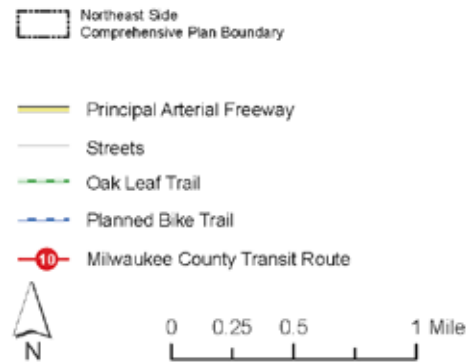 Northeast Side
Comprehensive Plan Boundary
Principal Arterial Freeway
Streets
Oak Leaf Trail
Planned Bike Trail
10 Milwaukee County Transit Route
N
0 0.25 0.5 1 Mile